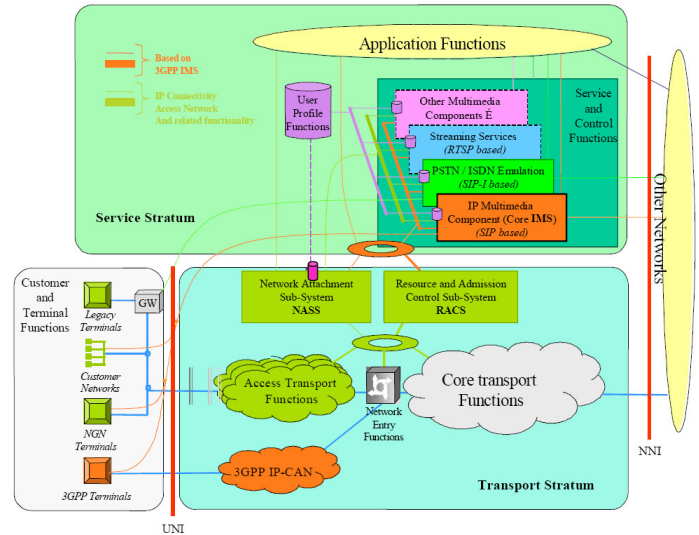 Application Functions
Based on
3GPP IMS
IP Connectivity
Access Network
And related functionality
User
Profile
Functions
Other Multimedia
Components É
Streaming Services
(RTSP based)
PSTN / ISDN Emulation
(SIP-I based)
IP Multimedia
Component (Core IMS)
(SIP based)
Service
and
Control
Functions
Service Stratum
Other Networks
Customer
and
Terminal
Functions
GW
Legacy
Terminals
Customer
Networks
NGN
Terminals
3GPP Terminals
Network Attachment
Sub-System
NASS
Resource and Admission
Control Sub-System
RACS
Access Transport
Functions
Network
Entry
Functions
Core transport
Functions
3GPP IP-CAN
Transport Stratum
NNI
UNI